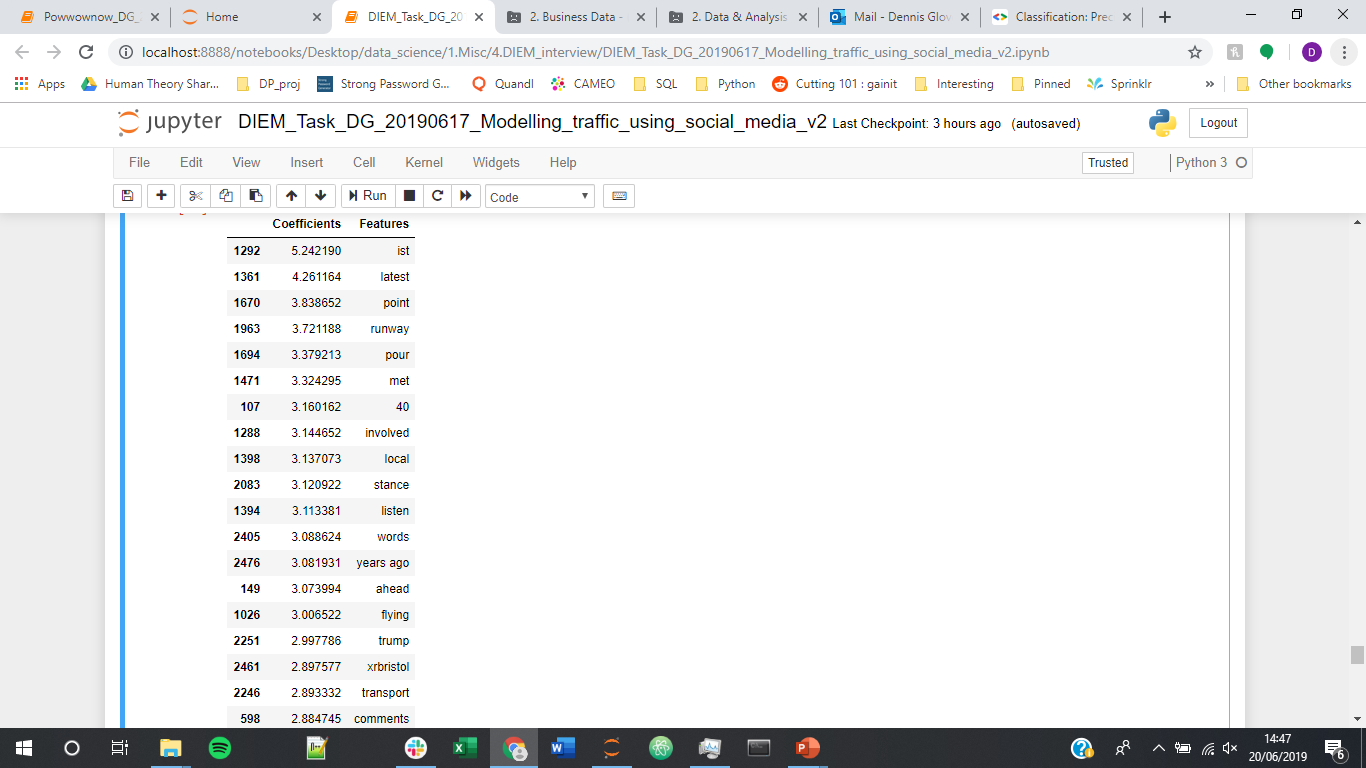 Powwownow_DG_ Home DIEM_Task_DG_20 2. Business Data - 2. Data & Analysis Mail - Dennis Glov Classification: Prec
localhost:8888/notebooks/Desktop/data_science/1.Misc/4.DIEM_interview/DIEM_Task_DG_20190617_Modelling_traffic_using_social_media_v2.ipynb D
Apps Human Theory Shar... DP_proj Strong Password G... Quandl CAMEO SQL Python Cutting 101 : gainit Interesting Pinned Sprinklr » Other bookmarks
jupyter DIEM_Task_DG_20190617_Modelling_traffic_using_social_media_v2 Last Checkpoint: 3 hours ago (autosaved) Logout
File Edit View Insert Cell Kernel Widgets Help Trusted Python 3
Run Code
Coefficients Features
1292 5.242190 ist
1361 4.261164 latest
1670 3.838652 point
1963 3.721188 runway
1694 3.379213 pour
1471 3.324295 met
107 3.160162 40
1288 3.144652 involved
1398 3.137073 local
2083 3.120922 stance
1394 3.113381 listen
2405 3.088624 words
2476 3.081931 years ago
149 3.073994 ahead
1026 3.006522 flying
2251 2.997786 trump
2461 2.897577 xrbristol
2246 2.893332 transport
598 2.884745 comments
14:47
20/06/2019
6